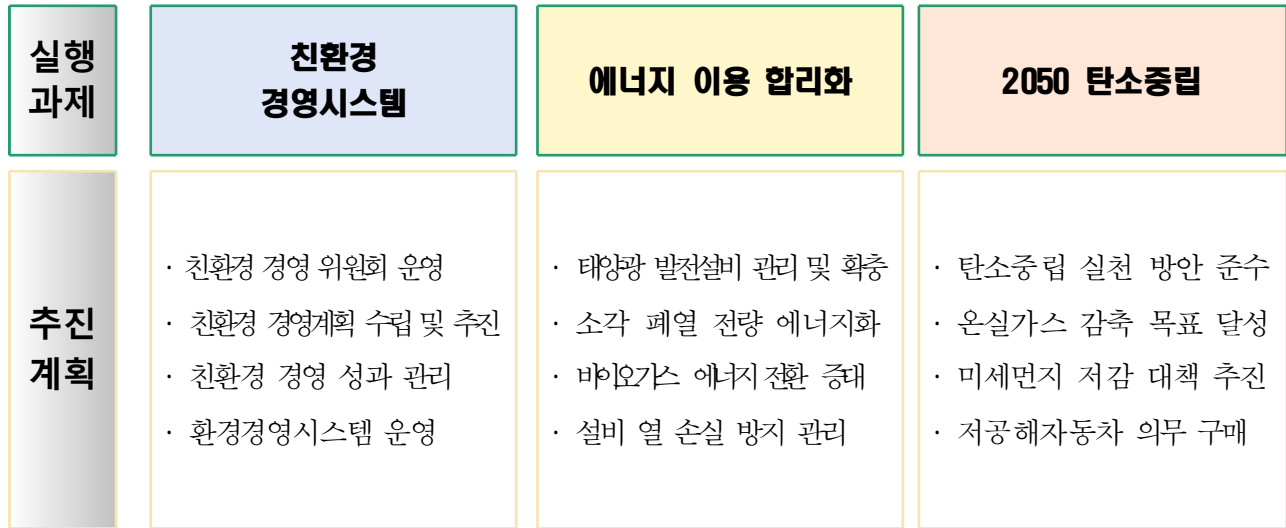 실행
과제
친환경
경영시스템
에너지 이용 합리화
2050 탄소중립
추진
계획
· 친환경 경영 위원회 운영
· 친환경 경영계획 수립 및 추진
· 친환경 경영 성과 관리
· 환경경영시스템 운영
· 태양광 발전설비 관리 및 확충
· 소각 폐열 전량 에너지화
· 바이오가스 에너지 전환 증대
· 설비 열 손실 방지 관리
· 탄소중립 실천 방안 준수
· 온실가스 감축 목표 달성
· 미세먼지 저감 대책 추진
· 저공해자동차 의무 구매